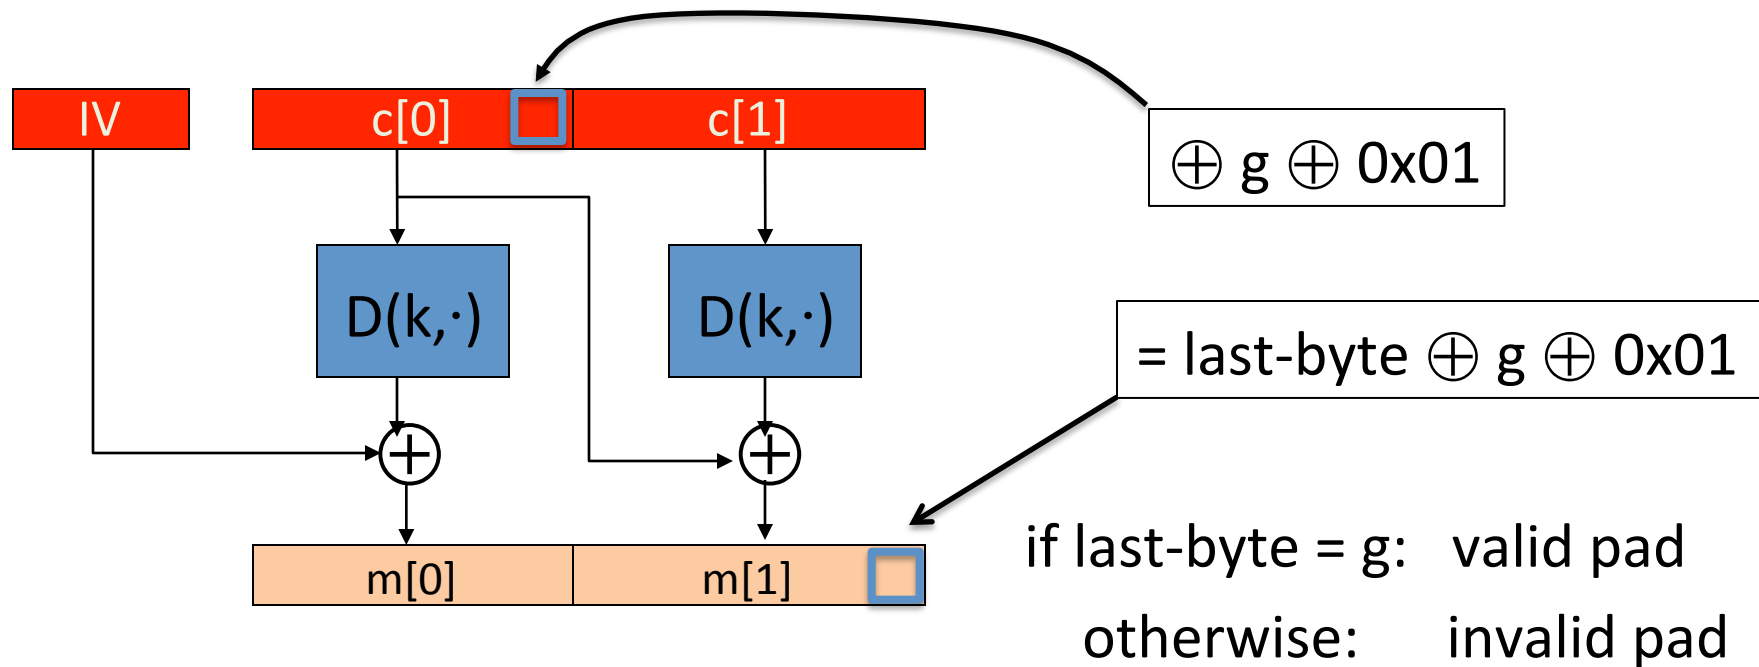 IV
c[0]
c[1]
⊕ g ⊕ 0x01
D(k,·)
D(k,·)
= last-byte ⊕ g ⊕ 0x01
m[0]
m[1]
if last-byte = g: valid pad
otherwise: invalid pad